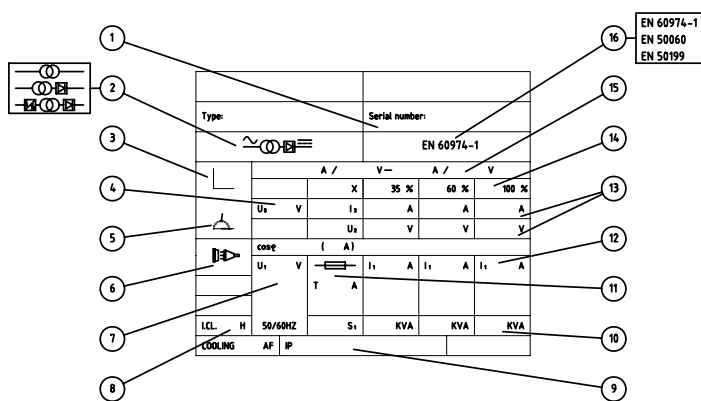 1
16
EN 60974-1
EN 50060
EN 50199
2
15
Type:
Serial number:
EN 60974-1
3
14
A / V– A / V
X 35 % 60 % 100 %
4
13
U₀ V I₂ A A A
5
U₂ V V V
12
cosφ ( A)
6
U₁ V I₁ A I₁ A I₁ A
11
T A
7
10
I.CL. H 50/60HZ S₁ KVA KVA KVA
COOLING AF IP
8
9